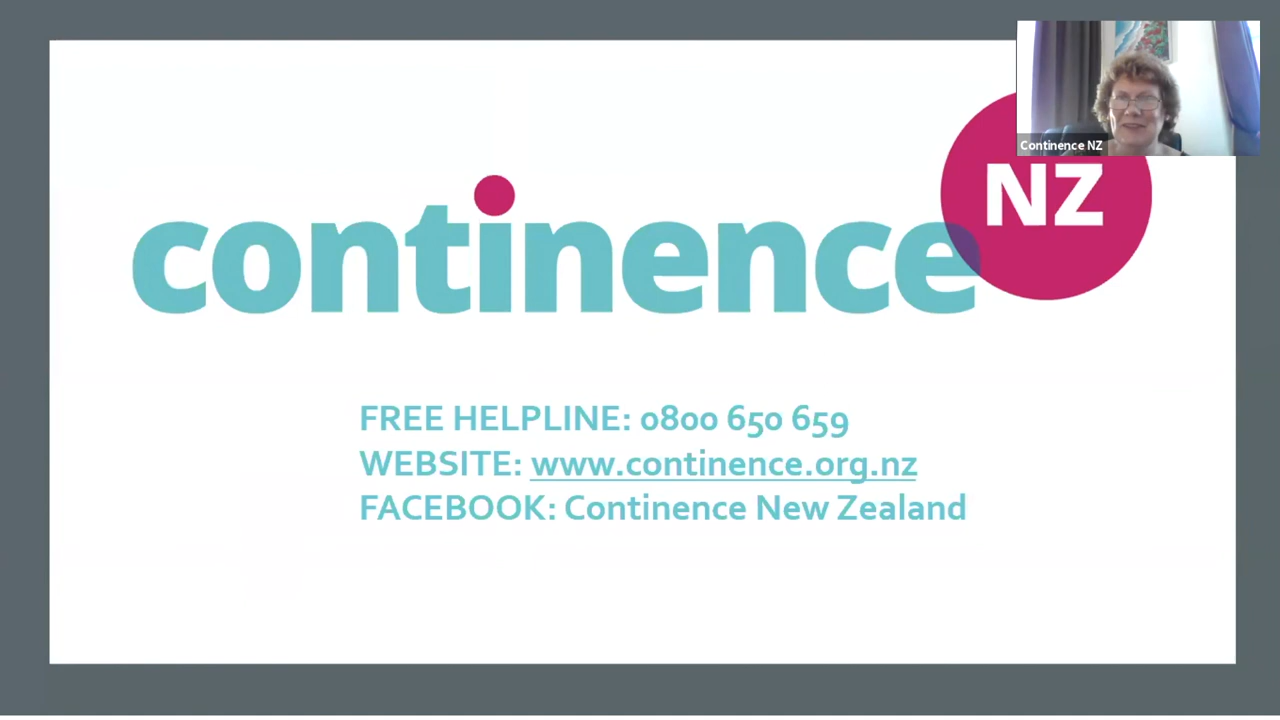 Continence NZ
continence NZ
FREE HELPLINE: 0800 650 659
WEBSITE: www.continence.org.nz
FACEBOOK: Continence New Zealand